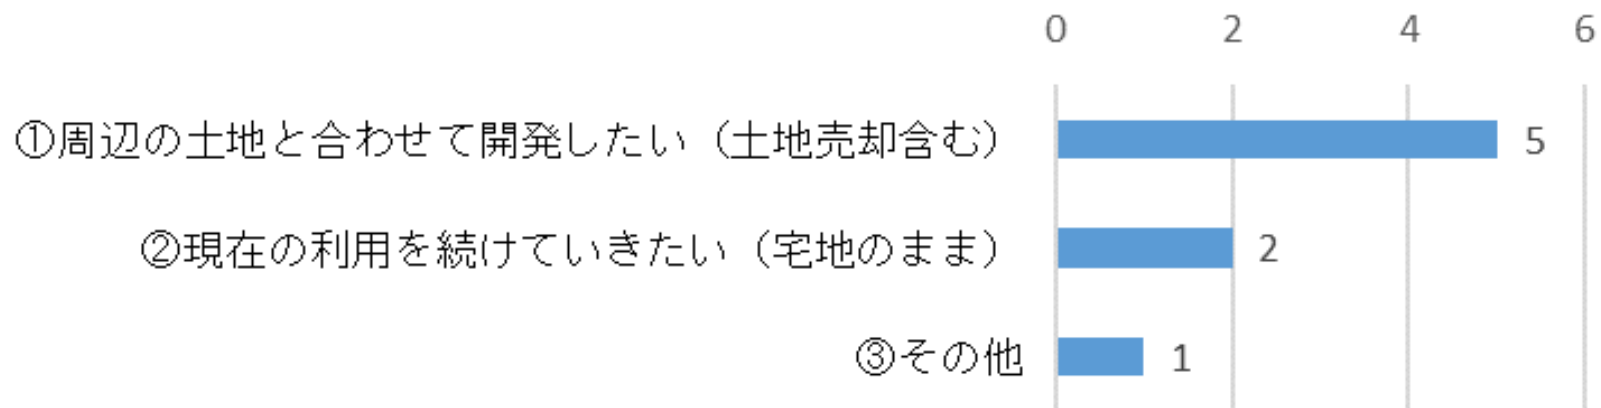 0 2 4 6
①周辺の土地と合わせて開発したい（土地売却含む） 5
②現在の利用を続けていきたい（宅地のまま） 2
③その他 1